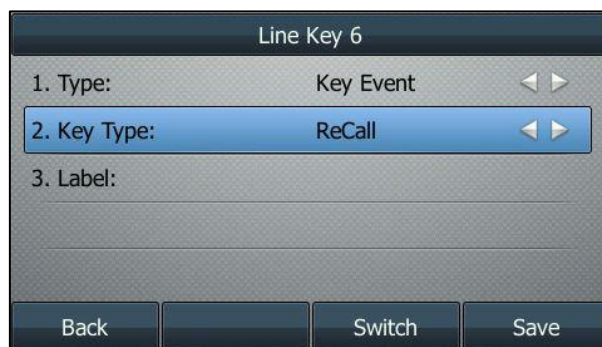 Line Key 6
1. Type: Key Event
2. Key Type: ReCall
3. Label:
Back Switch Save